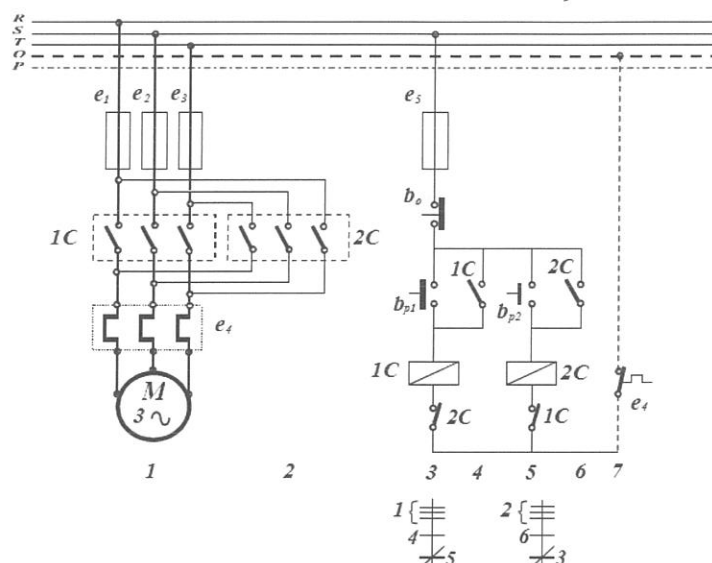 R
S
T
O
P
e₁ e₂ e₃ e₅
b₀
1C 2C
1C 2C
bp1 bp2
e₄
1C 2C
M
3 ~
2C 1C
e₄
1 2 3 4 5 6 7
1 { 2 {
4 6
5 3